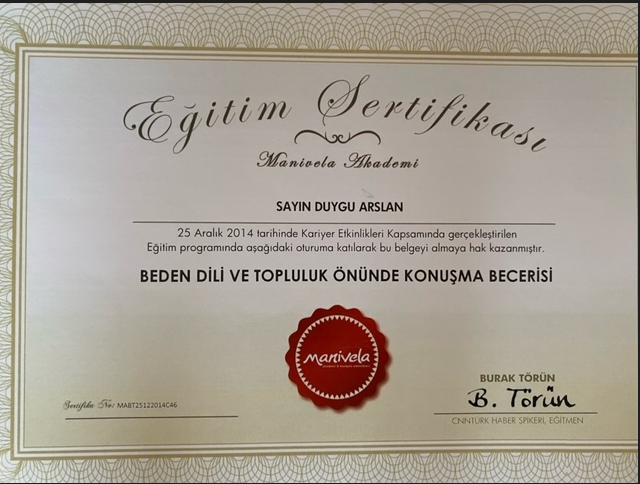 Eğitim Sertifikası
Manivela Akademi
SAYIN DUYGU ARSLAN
25 Aralık 2014 tarihinde Kariyer Etkinlikleri Kapsamında gerçekleştirilen
Eğitim programında aşağıdaki oturuma katılarak bu belgeyi almaya hak kazanmıştır.
BEDEN DİLİ VE TOPLULUK ÖNÜNDE KONUŞMA BECERİSİ
manivela
BURAK TÖRÜN
B. Törün
Sertifika No: MABT25122014C46
CNNTÜRK HABER SPİKERİ, EĞİTMEN